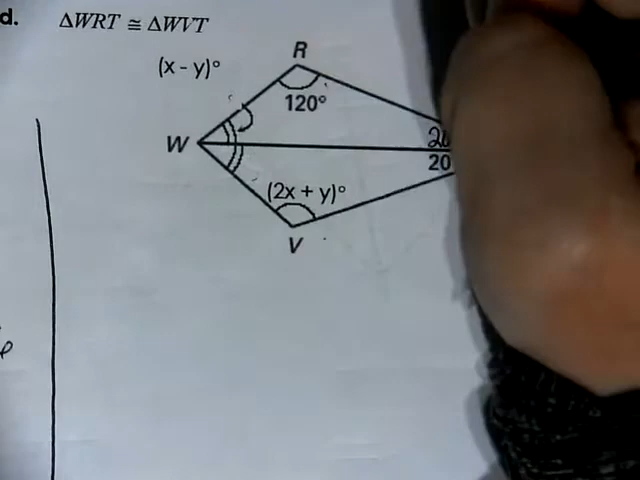 d. ΔWRT ≅ ΔWVT
(x - y)°
R
120°
W
20
20
(2x + y)°
V